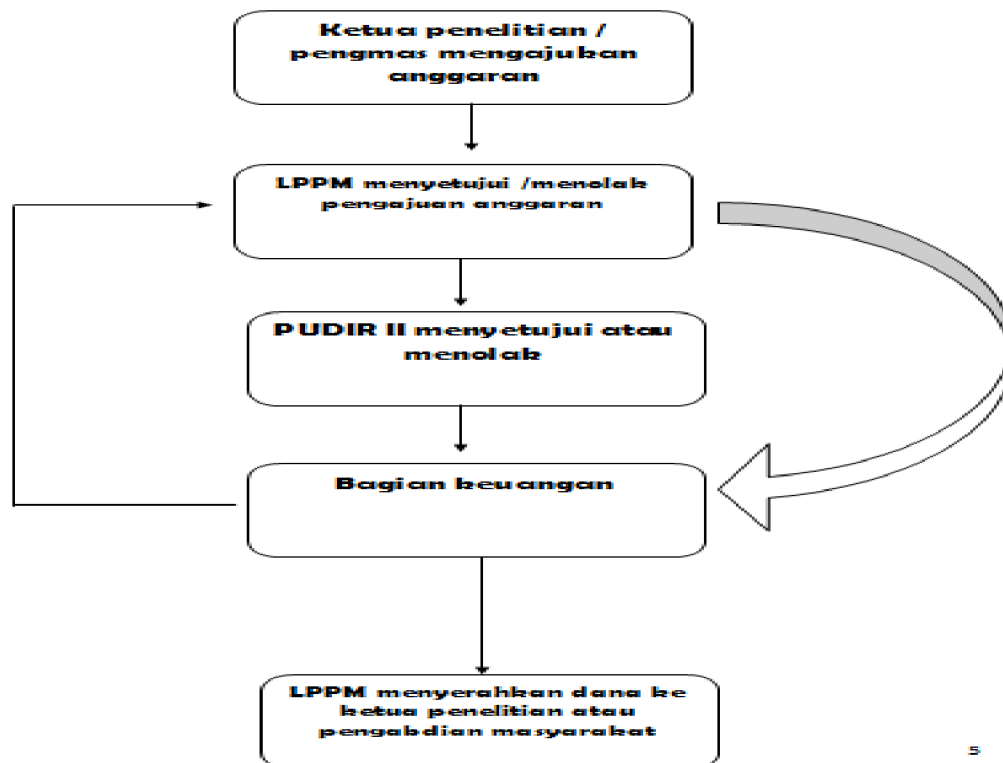 Ketua penelitian /
pengmas mengajukan
anggaran
LPPM menyetujui /menolak
pengajuan anggaran
PUDIR II menyetujui atau
menolak
Bagian keuangan
LPPM menyerahkan dana ke
ketua penelitian atau
pengabdian masyarakat
5